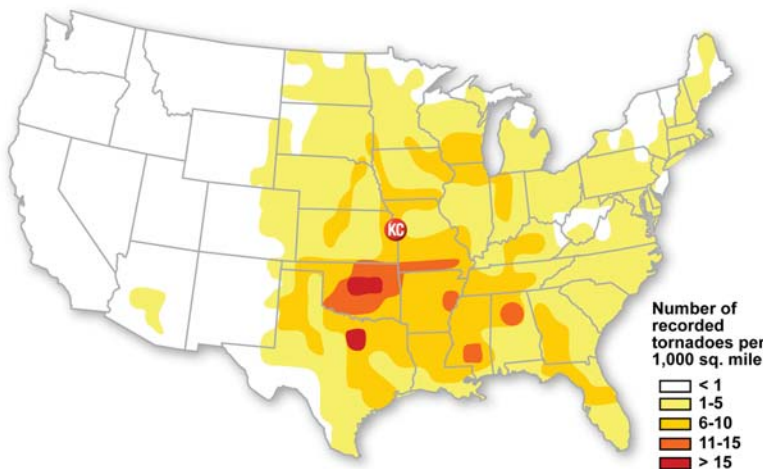 KC
Number of
recorded
tornadoes per
1,000 sq. mile
< 1
1-5
6-10
11-15
> 15